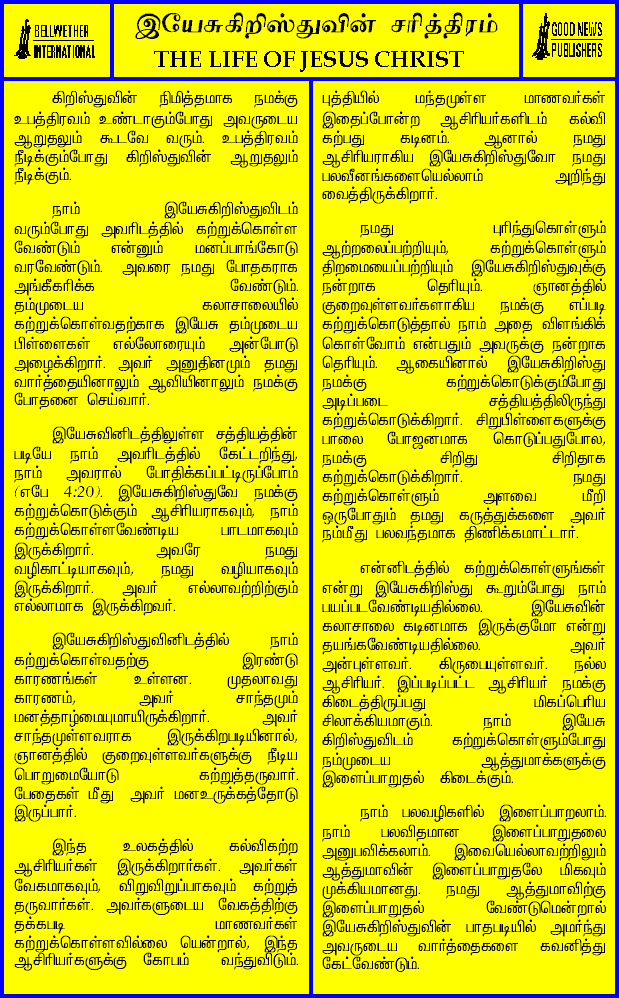 BELLWETHER
INTERNATIONAL
இயேசுகிறிஸ்துவின் சரித்திரம்
THE LIFE OF JESUS CHRIST
GOOD NEWS
PUBLISHERS
கிறிஸ்துவின் நிமித்தமாக நமக்கு
உபத்திரவம் உண்டாகும்போது அவருடைய
ஆறுதலும் கூடவே வரும். உபத்திரவம்
நீடிக்கும்போது கிறிஸ்துவின் ஆறுதலும்
நீடிக்கும்.
நாம் இயேசுகிறிஸ்துவிடம்
வரும்போது அவரிடத்தில் கற்றுக்கொள்ள
வேண்டும் என்னும் மனப்பாங்கோடு
வரவேண்டும். அவரை நமது போதகராக
அங்கீகரிக்க வேண்டும்.
தம்முடைய கலாசாலையில்
கற்றுக்கொள்வதற்காக இயேசு தம்முடைய
பிள்ளைகள் எல்லோரையும் அன்போடு
அழைக்கிறார். அவர் அனுதினமும் தமது
வார்த்தையினாலும் ஆவியினாலும் நமக்கு
போதனை செய்வார்.
இயேசுவினிடத்திலுள்ள சத்தியத்தின்
படியே நாம் அவரிடத்தில் கேட்டறிந்து,
நாம் அவரால் போதிக்கப்பட்டிருப்போம்
(எபே 4:20). இயேசுகிறிஸ்துவே நமக்கு
கற்றுக்கொடுக்கும் ஆசிரியராகவும், நாம்
கற்றுக்கொள்ளவேண்டிய பாடமாகவும்
இருக்கிறார். அவரே நமது
வழிகாட்டியாகவும், நமது வழியாகவும்
இருக்கிறார். அவர் எல்லாவற்றிற்கும்
எல்லாமாக இருக்கிறவர்.
இயேசுகிறிஸ்துவினிடத்தில் நாம்
கற்றுக்கொள்வதற்கு இரண்டு
காரணங்கள் உள்ளன. முதலாவது
காரணம், அவர் சாந்தமும்
மனத்தாழ்மையுமாயிருக்கிறார். அவர்
சாந்தமுள்ளவராக இருக்கிறபடியினால்,
ஞானத்தில் குறைவுள்ளவர்களுக்கு நீடிய
பொறுமையோடு கற்றுத்தருவார்.
பேதைகள் மீது அவர் மனஉருக்கத்தோடு
இருப்பார்.
இந்த உலகத்தில் கல்விகற்ற
ஆசிரியர்கள் இருக்கிறார்கள். அவர்கள்
வேகமாகவும், விறுவிறுப்பாகவும் கற்றுத்
தருவார்கள். அவர்களுடைய வேகத்திற்கு
தக்கபடி மாணவர்கள்
கற்றுக்கொள்ளவில்லை யென்றால், இந்த
ஆசிரியர்களுக்கு கோபம் வந்துவிடும்.
புத்தியில் மந்தமுள்ள மாணவர்கள்
இதைப்போன்ற ஆசிரியர்களிடம் கல்வி
கற்பது கடினம். ஆனால் நமது
ஆசிரியராகிய இயேசுகிறிஸ்துவோ நமது
பலவீனங்களையெல்லாம் அறிந்து
வைத்திருக்கிறார்.
நமது புரிந்துகொள்ளும்
ஆற்றலைப்பற்றியும், கற்றுக்கொள்ளும்
திறமையைப்பற்றியும் இயேசுகிறிஸ்துவுக்கு
நன்றாக தெரியும். ஞானத்தில்
குறைவுள்ளவர்களாகிய நமக்கு எப்படி
கற்றுக்கொடுத்தால் நாம் அதை விளங்கிக்
கொள்வோம் என்பதும் அவருக்கு நன்றாக
தெரியும். ஆகையினால் இயேசுகிறிஸ்து
நமக்கு கற்றுக்கொடுக்கும்போது
அடிப்படை சத்தியத்திலிருந்து
கற்றுக்கொடுக்கிறார். சிறுபிள்ளைகளுக்கு
பாலை போஜனமாக கொடுப்பதுபோல,
நமக்கு சிறிது சிறிதாக
கற்றுக்கொடுக்கிறார். நமது
கற்றுக்கொள்ளும் அளவை மீறி
ஒருபோதும் தமது கருத்துக்களை அவர்
நம்மீது பலவந்தமாக திணிக்கமாட்டார்.
என்னிடத்தில் கற்றுக்கொள்ளுங்கள்
என்று இயேசுகிறிஸ்து கூறும்போது நாம்
பயப்படவேண்டியதில்லை. இயேசுவின்
கலாசாலை கடினமாக இருக்குமோ என்று
தயங்கவேண்டியதில்லை. அவர்
அன்புள்ளவர். கிருபையுள்ளவர். நல்ல
ஆசிரியர். இப்படிப்பட்ட ஆசிரியர் நமக்கு
கிடைத்திருப்பது மிகப்பெரிய
சிலாக்கியமாகும். நாம் இயேசு
கிறிஸ்துவிடம் கற்றுக்கொள்ளும்போது
நம்முடைய ஆத்துமாக்களுக்கு
இளைப்பாறுதல் கிடைக்கும்.
நாம் பலவழிகளில் இளைப்பாறலாம்.
நாம் பலவிதமான இளைப்பாறுதலை
அனுபவிக்கலாம். இவையெல்லாவற்றிலும்
ஆத்துமாவின் இளைப்பாறுதலே மிகவும்
முக்கியமானது. நமது ஆத்துமாவிற்கு
இளைப்பாறுதல் வேண்டுமென்றால்
இயேசுகிறிஸ்துவின் பாதபடியில் அமர்ந்து
அவருடைய வார்த்தைகளை கவனித்து
கேட்வேண்டும்.